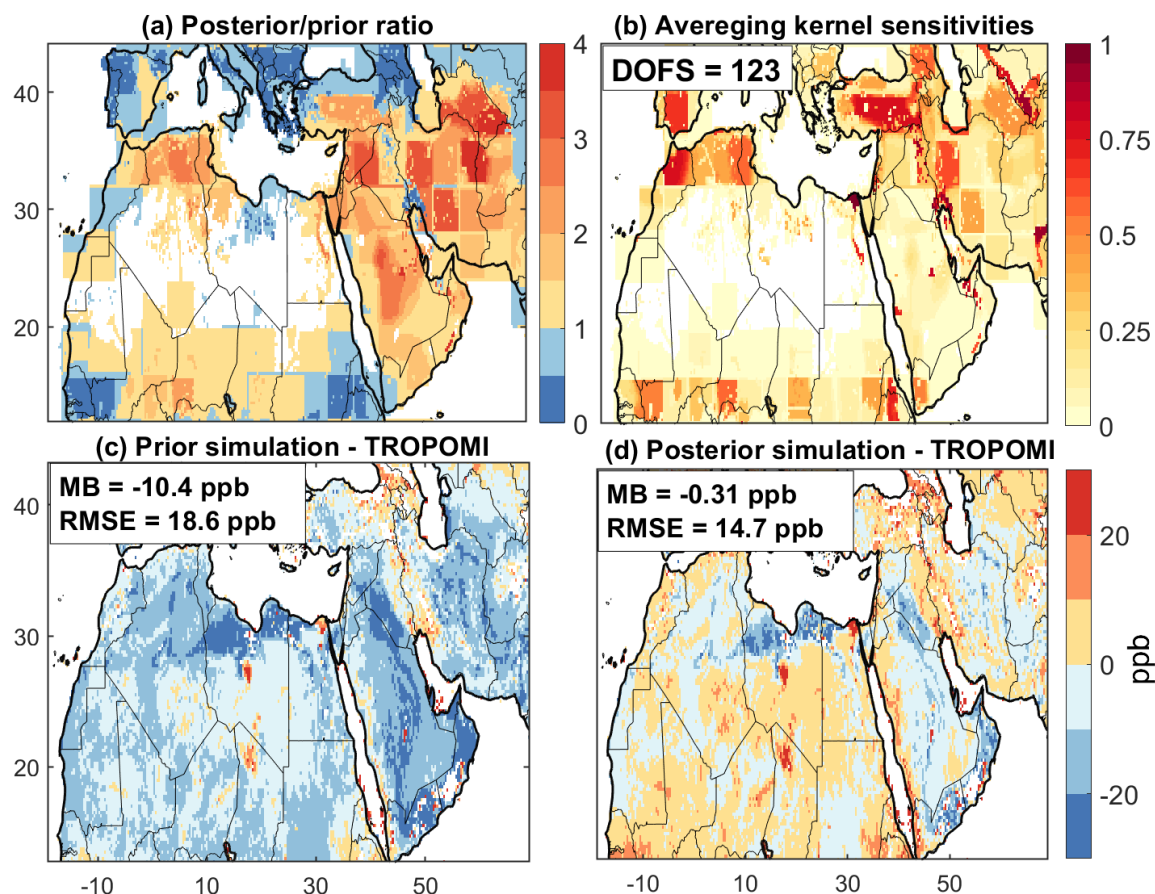 (a) Posterior/prior ratio
(b) Avereging kernel sensitivities
DOFS = 123
40
30
20
4
3
2
1
0
1
0.75
0.5
0.25
0
(c) Prior simulation - TROPOMI
(d) Posterior simulation - TROPOMI
MB = -10.4 ppb
RMSE = 18.6 ppb
MB = -0.31 ppb
RMSE = 14.7 ppb
40
30
20
20
10
0
-10
-20
ppb
-10
10
30
50
-10
10
30
50